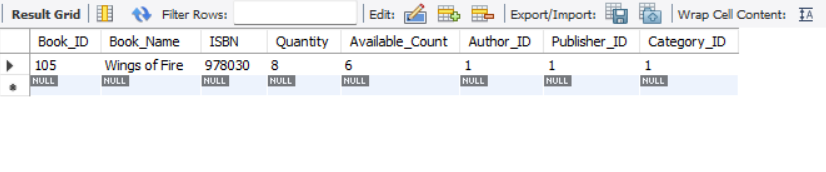 Result Grid Filter Rows: Edit: Export/Import: Wrap Cell Content: IA
Book_ID Book_Name ISBN Quantity Available_Count Author_ID Publisher_ID Category_ID
105 Wings of Fire 978030 8 6 1 1 1
NULL NULL NULL NULL NULL NULL NULL NULL